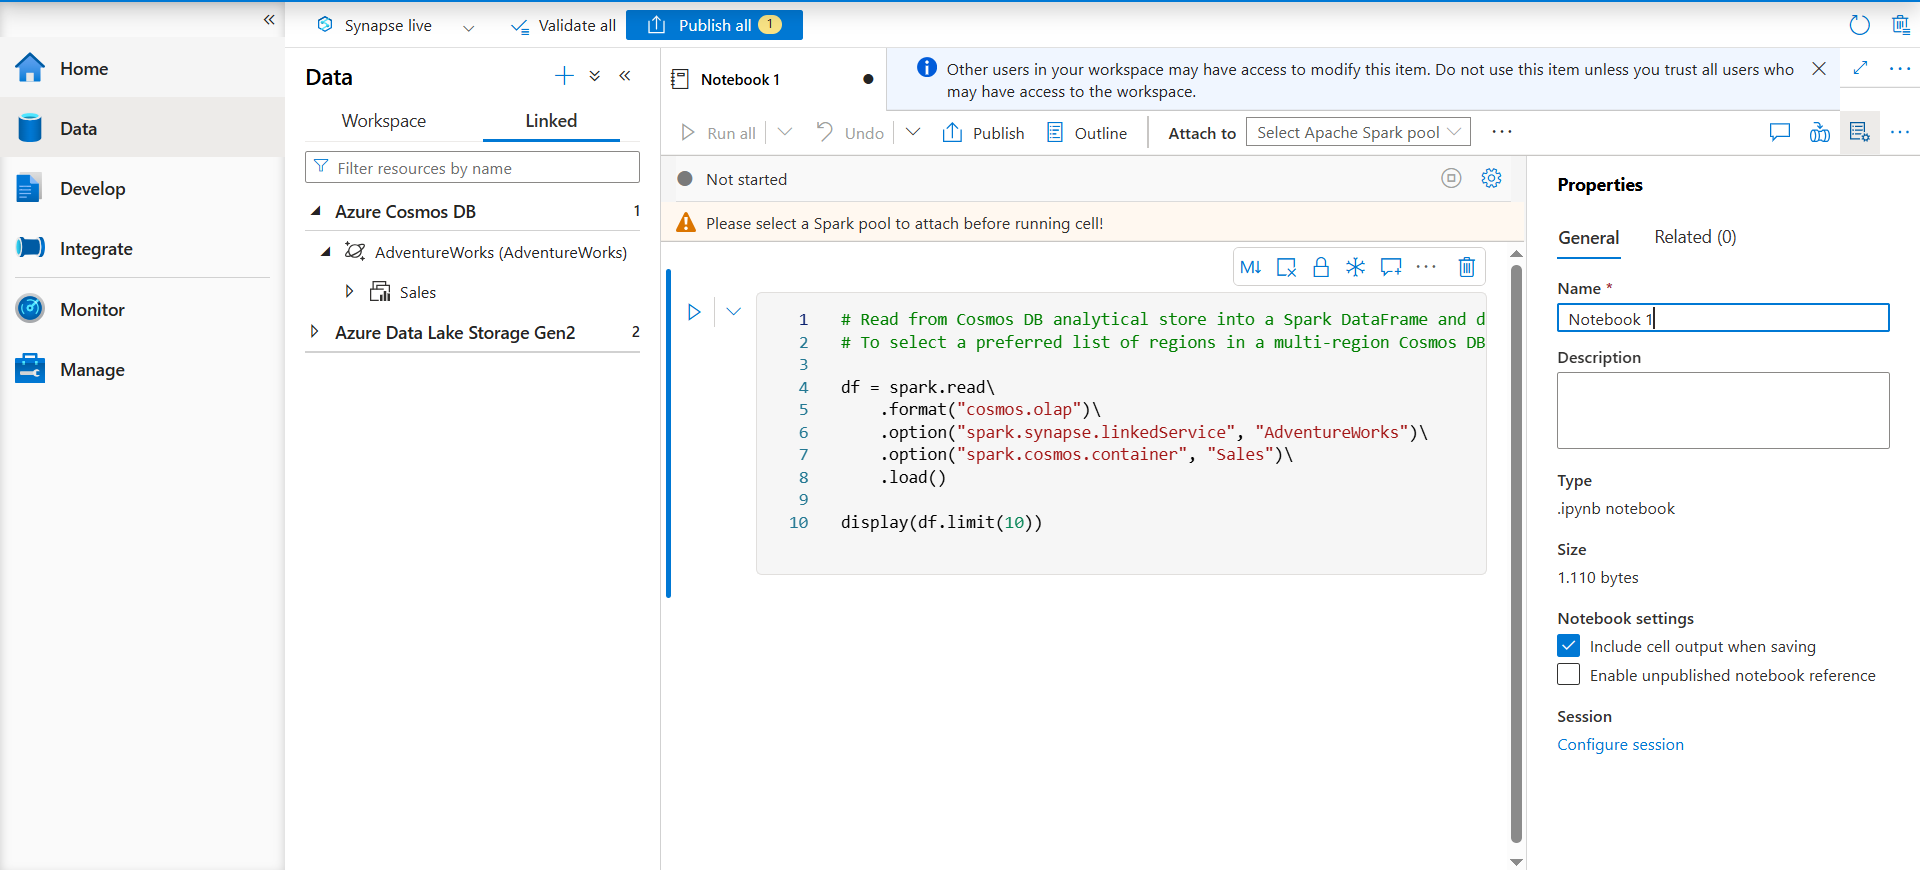 Synapse live
Validate all
Publish all 1
Home
Data
Develop
Integrate
Monitor
Manage
Data
Workspace
Linked
Filter resources by name
Azure Cosmos DB 1
AdventureWorks (AdventureWorks)
Sales
Azure Data Lake Storage Gen2 2
Notebook 1
Other users in your workspace may have access to modify this item. Do not use this item unless you trust all users who
may have access to the workspace.
Run all
Undo
Publish
Outline
Attach to
Select Apache Spark pool
Not started
Please select a Spark pool to attach before running cell!
M↓
1 # Read from Cosmos DB analytical store into a Spark DataFrame and d
2 # To select a preferred list of regions in a multi-region Cosmos DB
3
4 df = spark.read\
5 .format("cosmos.olap")\
6 .option("spark.synapse.linkedService", "AdventureWorks")\
7 .option("spark.cosmos.container", "Sales")\
8 .load()
9
10 display(df.limit(10))
Properties
General
Related (0)
Name *
Notebook 1
Description
Type
.ipynb notebook
Size
1.110 bytes
Notebook settings
Include cell output when saving
Enable unpublished notebook reference
Session
Configure session